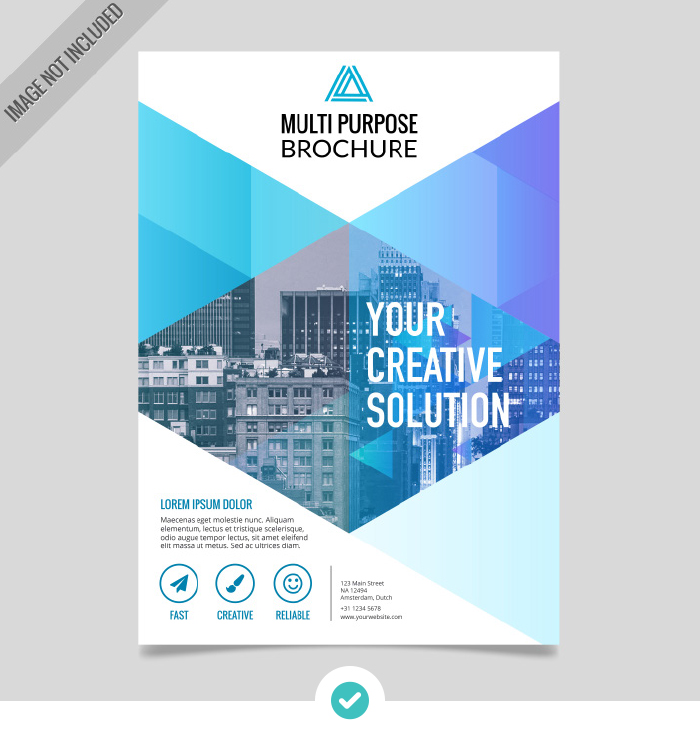 IMAGE NOT INCLUDED
MULTI PURPOSE
BROCHURE
YOUR
CREATIVE
SOLUTION
LOREM IPSUM DOLOR
Maecenas eget molestie nunc. Aliquam
elementum, lectus et tristique scelerisque,
odio augue tempus lectus, sit amet eleifend
elit massa ut metus. Sed ac ultrices diam.
FAST
CREATIVE
RELIABLE
123 Main Street
NA 12494
Amsterdam, Dutch
+31 1234 5678
www.yourwebsite.com